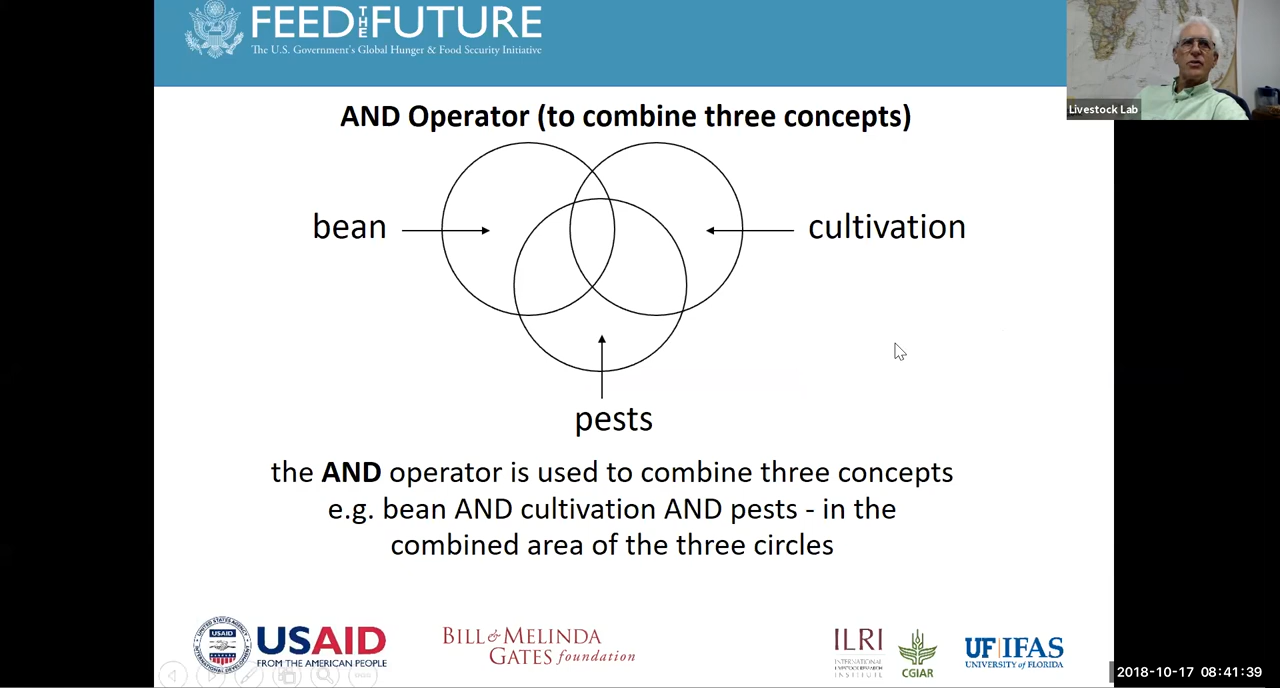 FEED THE FUTURE
The U.S. Government's Global Hunger & Food Security Initiative
Livestock Lab
AND Operator (to combine three concepts)
bean
cultivation
pests
the AND operator is used to combine three concepts
e.g. bean AND cultivation AND pests - in the
combined area of the three circles
USAID
USAID
FROM THE AMERICAN PEOPLE
BILL & MELINDA
GATES foundation
ILRI
INTERNATIONAL
LIVESTOCK RESEARCH
INSTITUTE
CGIAR
UF IFAS
UNIVERSITY of FLORIDA
2018-10-17 08:41:39